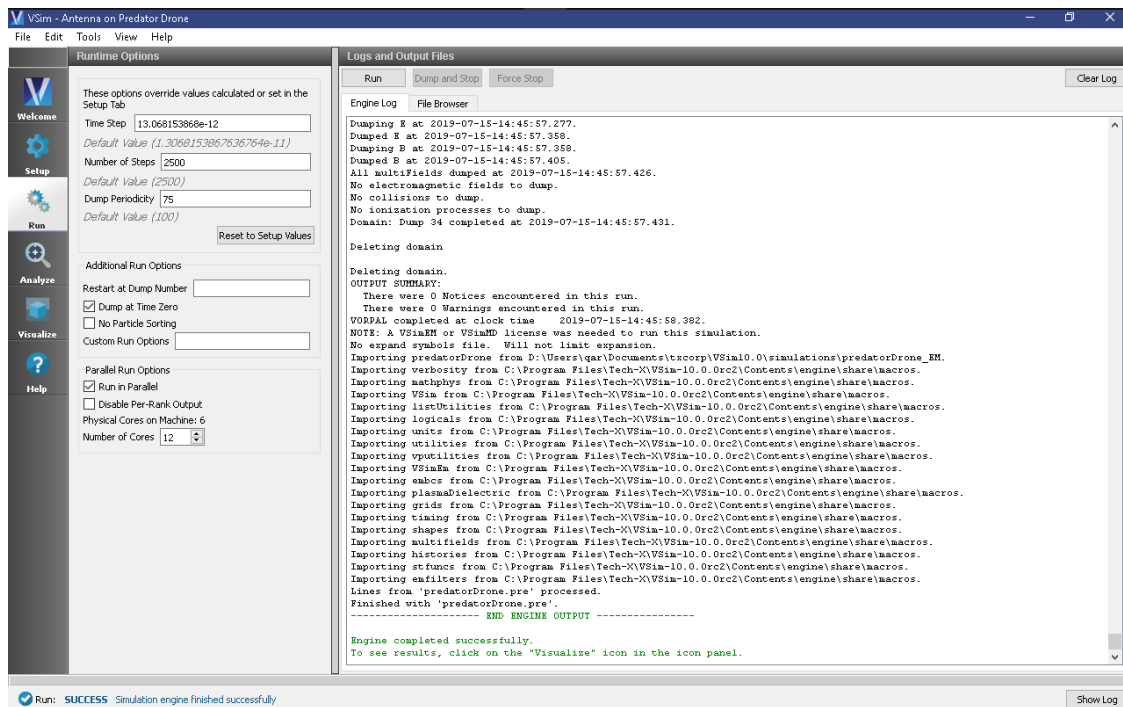 VSim - Antenna on Predator Drone
File Edit Tools View Help
Welcome
Setup
Run
Analyze
Visualize
Help
Runtime Options
These options override values calculated or set in the
Setup Tab
Time Step 13.068153868e-12
Default Value (1.3068153867636764e-11)
Number of Steps 2500
Default Value (2500)
Dump Periodicity 75
Default Value (100)
Reset to Setup Values
Additional Run Options
Restart at Dump Number
Dump at Time Zero
No Particle Sorting
Custom Run Options
Parallel Run Options
Run in Parallel
Disable Per-Rank Output
Physical Cores on Machine: 6
Number of Cores 12
Logs and Output Files
Run Dump and Stop Force Stop Clear Log
Engine Log File Browser
Dumping E at 2019-07-15-14:45:57.277.
Dumped E at 2019-07-15-14:45:57.358.
Dumping B at 2019-07-15-14:45:57.358.
Dumped B at 2019-07-15-14:45:57.405.
All multiFields dumped at 2019-07-15-14:45:57.426.
No electromagnetic fields to dump.
No collisions to dump.
No ionization processes to dump.
Domain: Dump 34 completed at 2019-07-15-14:45:57.431.
Deleting domain
Deleting domain.
OUTPUT SUMMARY:
There were 0 Notices encountered in this run.
There were 0 Warnings encountered in this run.
VORPAL completed at clock time 2019-07-15-14:45:58.382.
NOTE: A VSimEM or VSimMD license was needed to run this simulation.
No expand symbols file. Will not limit expansion.
Importing predatorDrone from D:\Users\qar\Documents\txcorp\VSim10.0\simulations\predatorDrone_EM.
Importing verbosity from C:\Program Files\Tech-X\VSim-10.0.0rc2\Contents\engine\share\macros.
Importing mathphys from C:\Program Files\Tech-X\VSim-10.0.0rc2\Contents\engine\share\macros.
Importing VSim from C:\Program Files\Tech-X\VSim-10.0.0rc2\Contents\engine\share\macros.
Importing listUtilities from C:\Program Files\Tech-X\VSim-10.0.0rc2\Contents\engine\share\macros.
Importing logicals from C:\Program Files\Tech-X\VSim-10.0.0rc2\Contents\engine\share\macros.
Importing units from C:\Program Files\Tech-X\VSim-10.0.0rc2\Contents\engine\share\macros.
Importing utilities from C:\Program Files\Tech-X\VSim-10.0.0rc2\Contents\engine\share\macros.
Importing vputilities from C:\Program Files\Tech-X\VSim-10.0.0rc2\Contents\engine\share\macros.
Importing VSimEm from C:\Program Files\Tech-X\VSim-10.0.0rc2\Contents\engine\share\macros.
Importing embcs from C:\Program Files\Tech-X\VSim-10.0.0rc2\Contents\engine\share\macros.
Importing plasmaDielectric from C:\Program Files\Tech-X\VSim-10.0.0rc2\Contents\engine\share\macros.
Importing grids from C:\Program Files\Tech-X\VSim-10.0.0rc2\Contents\engine\share\macros.
Importing timing from C:\Program Files\Tech-X\VSim-10.0.0rc2\Contents\engine\share\macros.
Importing shapes from C:\Program Files\Tech-X\VSim-10.0.0rc2\Contents\engine\share\macros.
Importing multifields from C:\Program Files\Tech-X\VSim-10.0.0rc2\Contents\engine\share\macros.
Importing histories from C:\Program Files\Tech-X\VSim-10.0.0rc2\Contents\engine\share\macros.
Importing stfuncs from C:\Program Files\Tech-X\VSim-10.0.0rc2\Contents\engine\share\macros.
Importing emfilters from C:\Program Files\Tech-X\VSim-10.0.0rc2\Contents\engine\share\macros.
Lines from 'predatorDrone.pre' processed.
Finished with 'predatorDrone.pre'.
--------------------- END ENGINE OUTPUT ----------------
Engine completed successfully.
To see results, click on the "Visualize" icon in the icon panel.
Run: SUCCESS Simulation engine finished successfully
Show Log